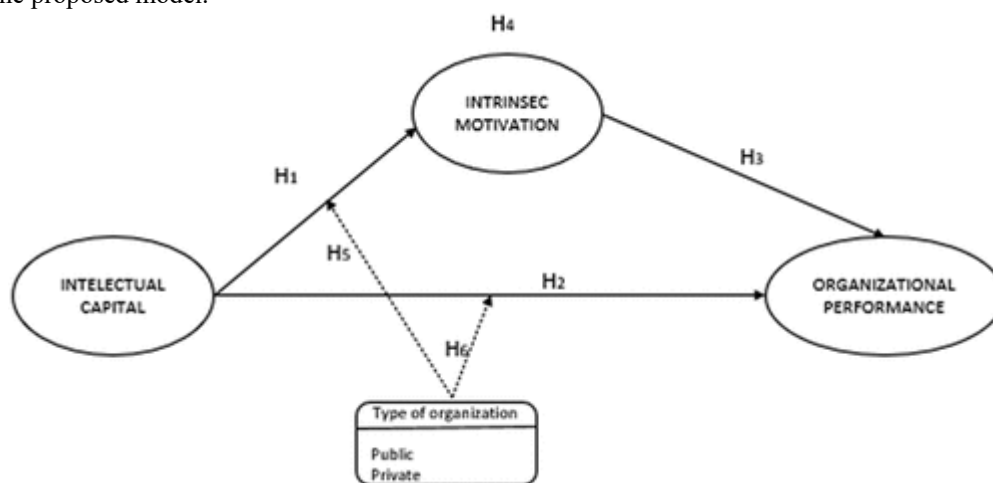 the proposed model.
H4
INTRINSEC
MOTIVATION
H1
H3
H5
INTELECTUAL
CAPITAL
H2
ORGANIZATIONAL
PERFORMANCE
H6
Type of organization
Public
Private